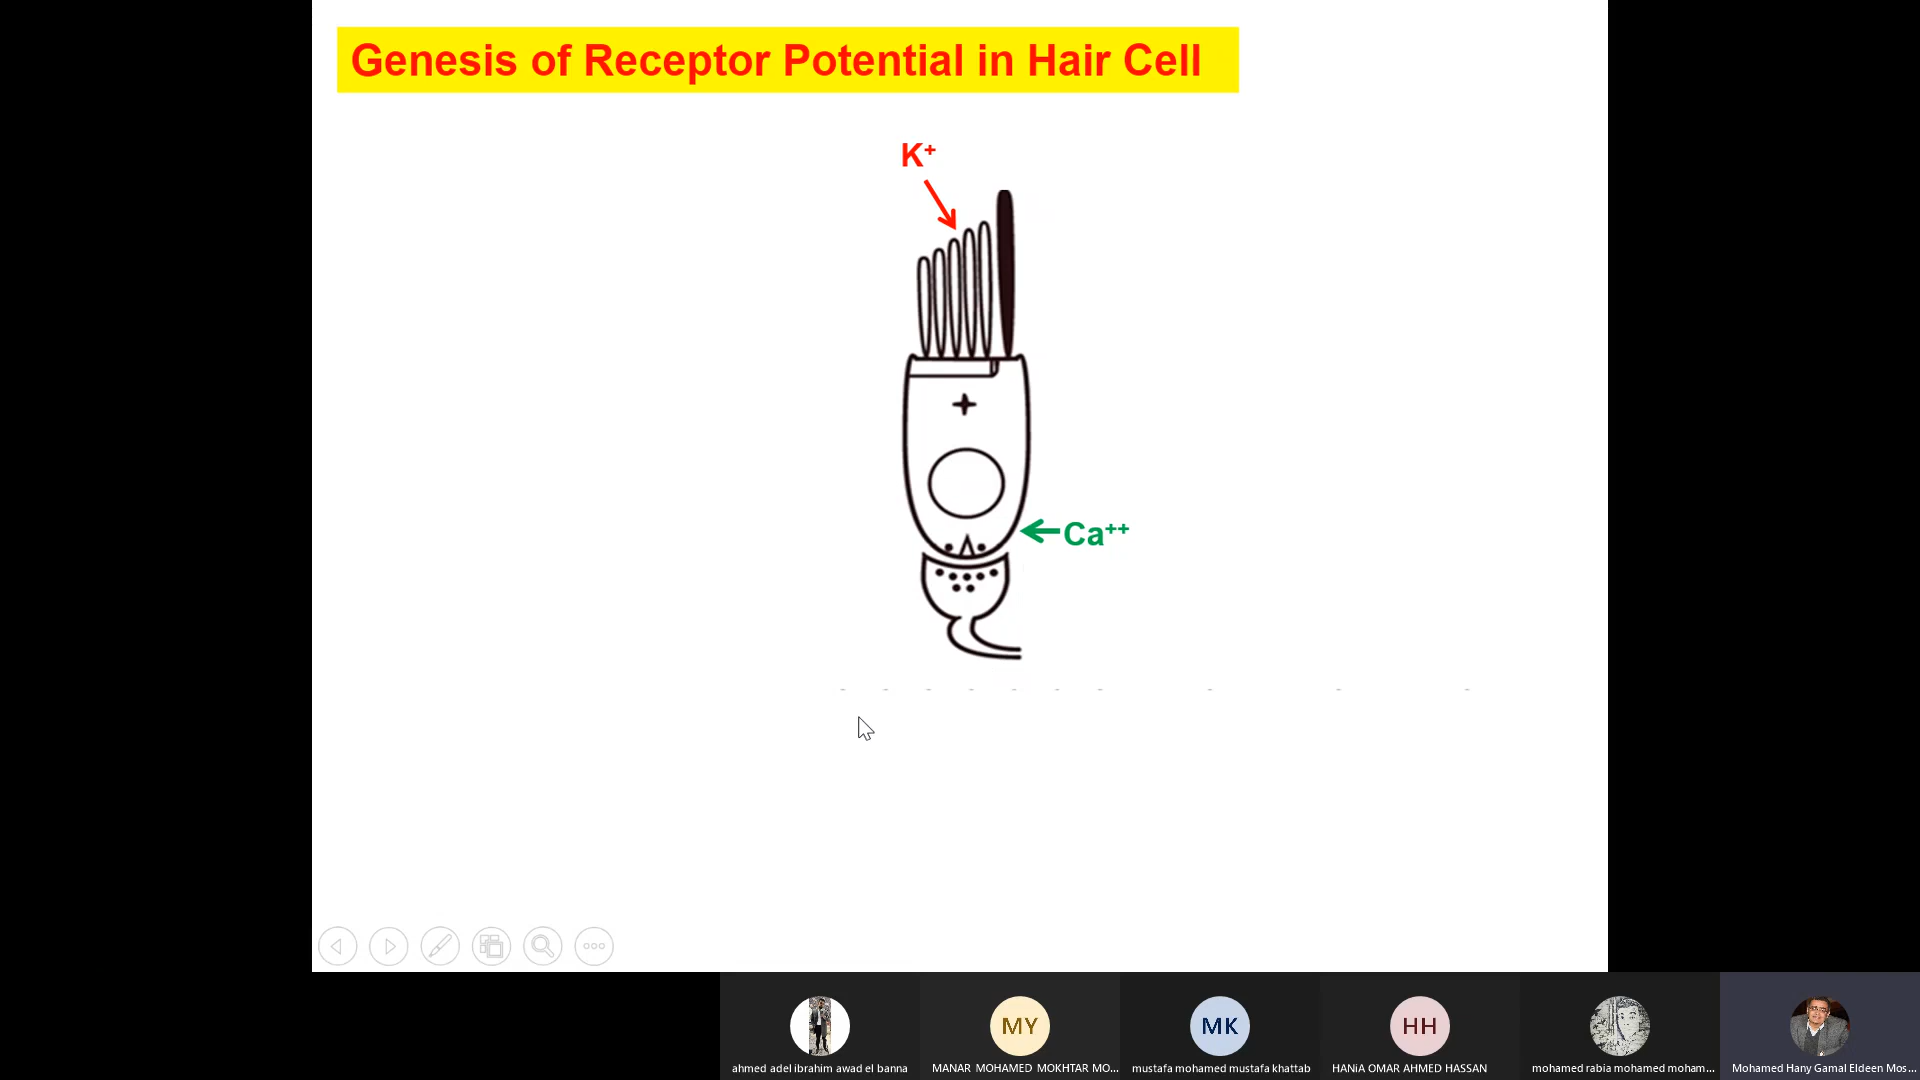 Genesis of Receptor Potential in Hair Cell
K⁺
+
Ca⁺⁺
MY
MK
HH
ahmed adel ibrahim awad el banna
MANAR MOHAMED MOKHTAR MO...
mustafa mohamed mustafa khattab
HANiA OMAR AHMED HASSAN
mohamed rabia mohamed moham...
Mohamed Hany Gamal Eldeen Mos...